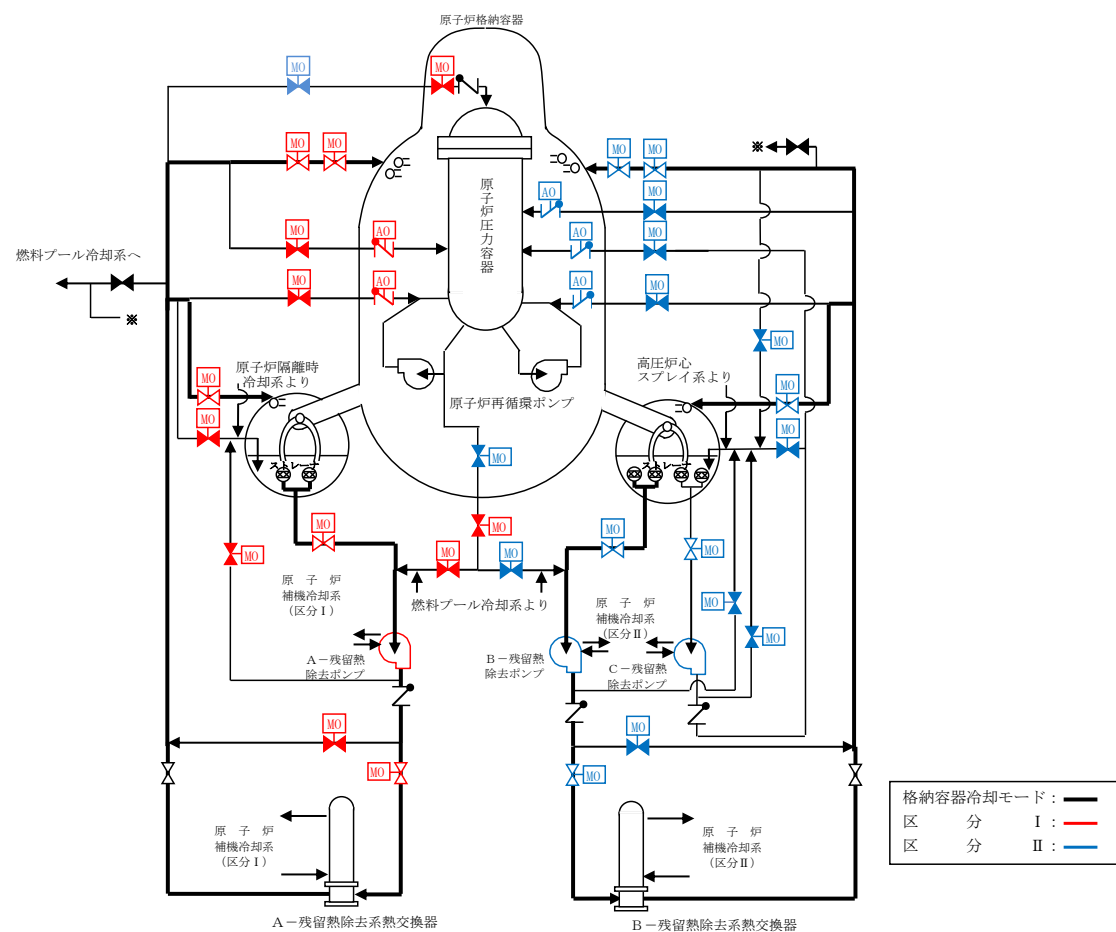 原子炉格納容器
MO
MO
MO
MO
MO
MO
※
原子炉圧力容器
AO
MO
MO
AO
AO
MO
燃料プール冷却系へ
※
MO
AO
AO
MO
MO
原子炉隔離時
冷却系より
高圧炉心
スプレイ系より
MO
MO
原子炉再循環ポンプ
MO
MO
ストレーナ
ストレーナ
MO
MO
MO
MO
MO
MO
MO
MO
原 子 炉
補機冷却系
(区分Ⅰ)
燃料プール冷却系より
原 子 炉
補機冷却系
(区分Ⅱ)
MO
MO
A-残留熱
除去ポンプ
B-残留熱
除去ポンプ
C-残留熱
除去ポンプ
MO
MO
MO
MO
原 子 炉
補機冷却系
(区分Ⅰ)
原 子 炉
補機冷却系
(区分Ⅱ)
A-残留熱除去系熱交換器
B-残留熱除去系熱交換器
格納容器冷却モード:
区 分 Ⅰ:
区 分 Ⅱ: